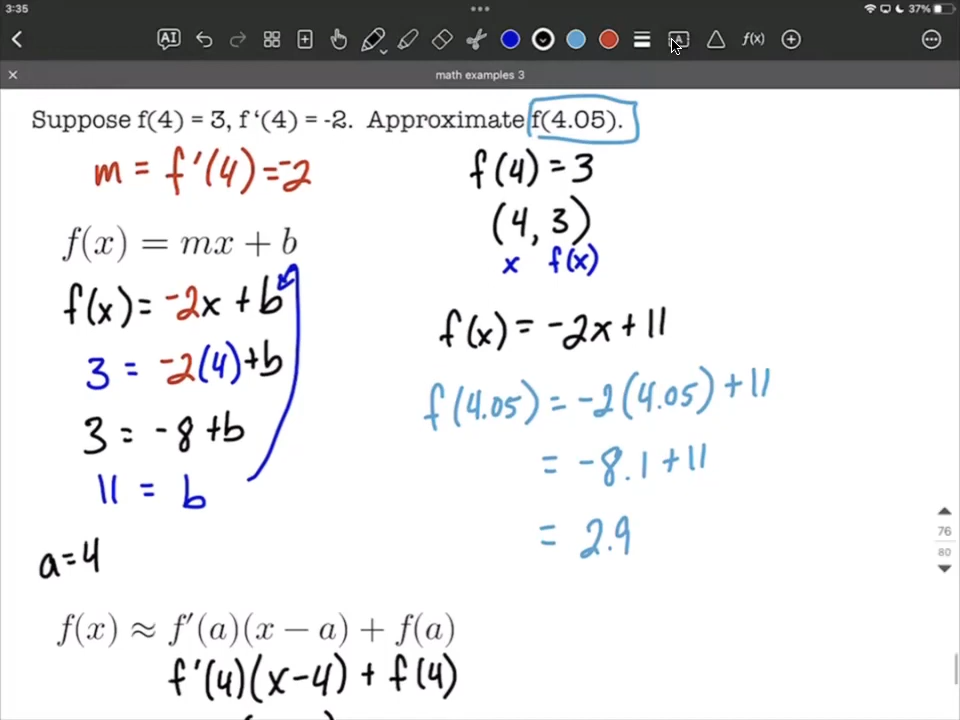 3:35
37%
AI
A
f(x)
math examples 3
Suppose f(4) = 3, f‘(4) = -2. Approximate f(4.05).
m = f'(4) = -2
f(x) = mx + b
f(x) = -2x + b
3 = -2(4) + b
3 = -8 + b
11 = b
f(4) = 3
(4, 3)
x f(x)
f(x) = -2x + 11
f(4.05) = -2(4.05) + 11
= -8.1 + 11
= 2.9
76
80
a = 4
f(x) ≈ f′(a)(x − a) + f(a)
f'(4)(x-4) + f(4)